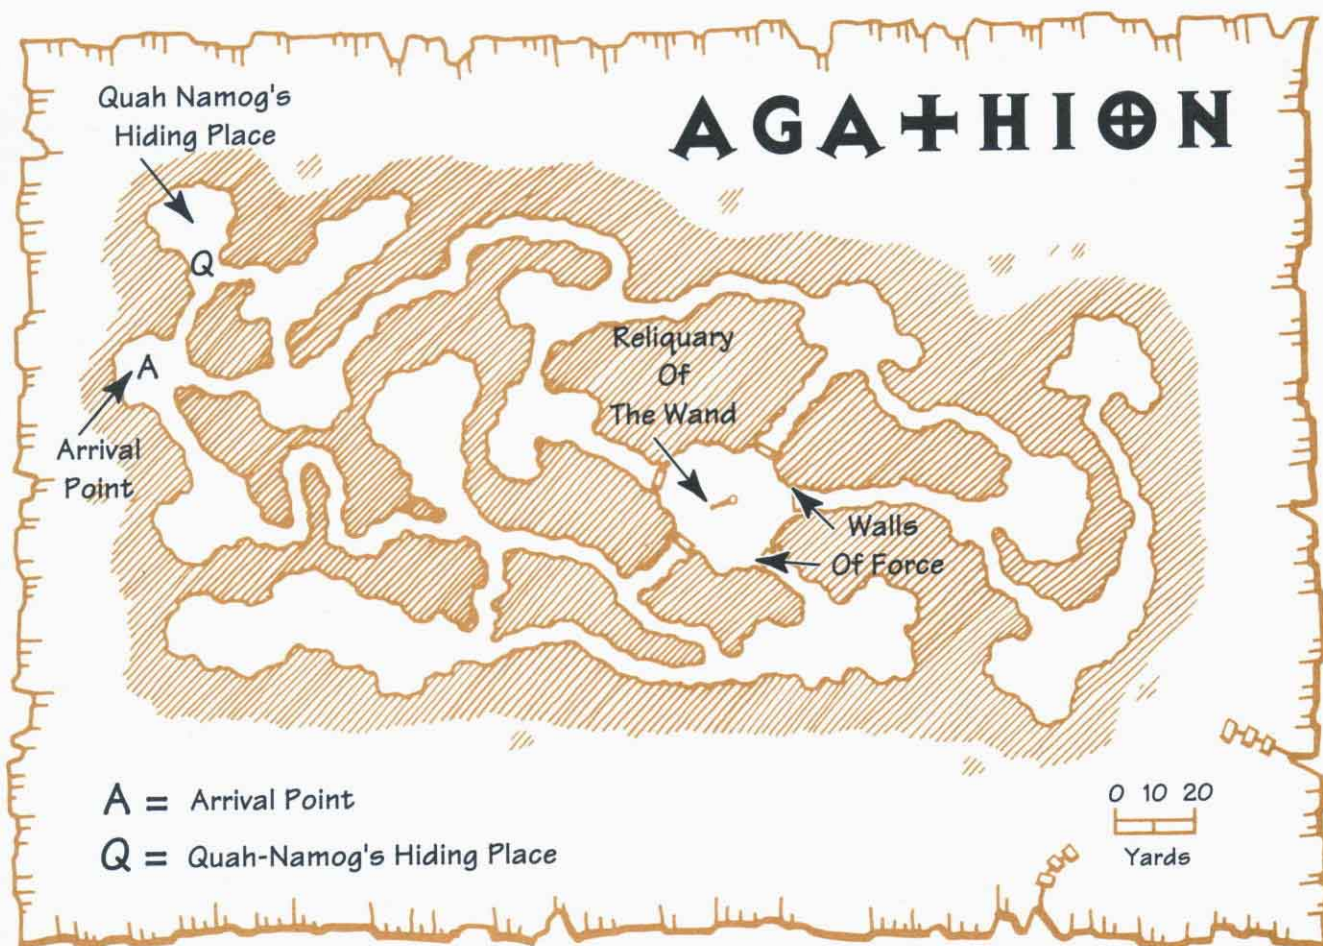 AGATHION
Quah Namog's
Hiding Place
Q
Reliquary
Of
The Wand
A
Arrival
Point
Walls
Of Force
A = Arrival Point
Q = Quah-Namog's Hiding Place
0 10 20
Yards